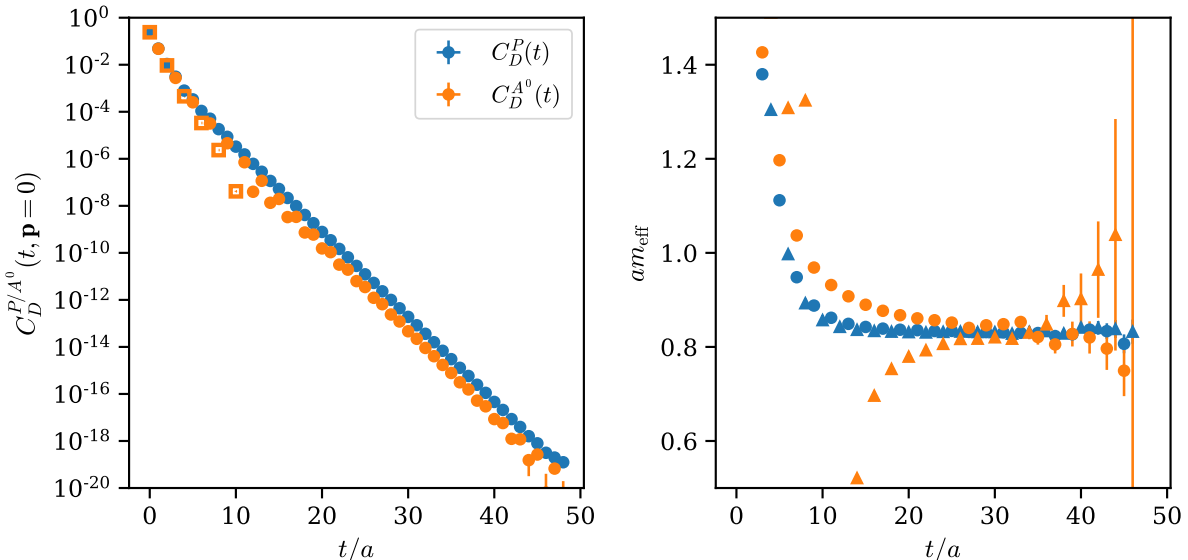 10^0
10^-2
10^-4
10^-6
10^-8
10^-10
10^-12
10^-14
10^-16
10^-18
10^-20
C_D^{P/A^0}(t, p = 0)
C_D^P(t)
C_D^{A^0}(t)
0 10 20 30 40 50
t/a
1.4
1.2
1.0
0.8
0.6
am_eff
0 10 20 30 40 50
t/a